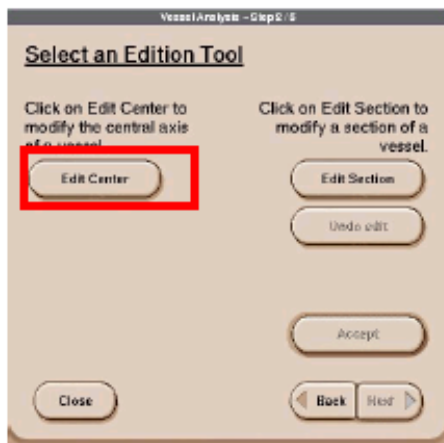 Vessel Analysis - Step 2/5
Select an Edition Tool
Click on Edit Center to
modify the central axis
of a vessel.
Edit Center
Click on Edit Section to
modify a section of a
vessel.
Edit Section
Undo edit
Accept
Close
Back
Next